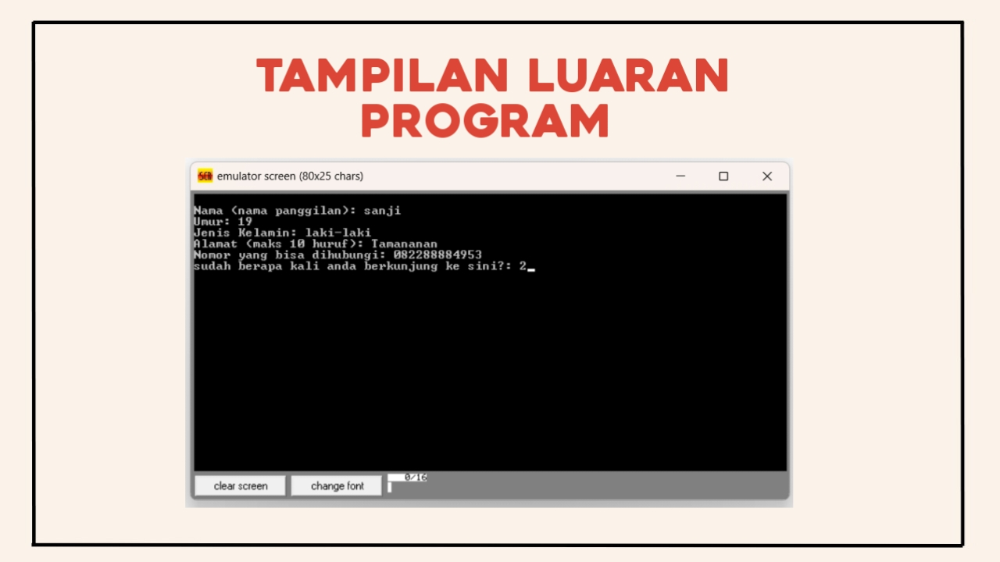 TAMPILAN LUARAN
PROGRAM
SCR emulator screen (80x25 chars)
Nama (nama panggilan): sanji
Umur: 19
Jenis Kelamin: laki-laki
Alamat (maks 10 huruf): Tamananan
Nomor yang bisa dihubungi: 082288884953
sudah berapa kali anda berkunjung ke sini?: 2_
clear screen change font 0/16